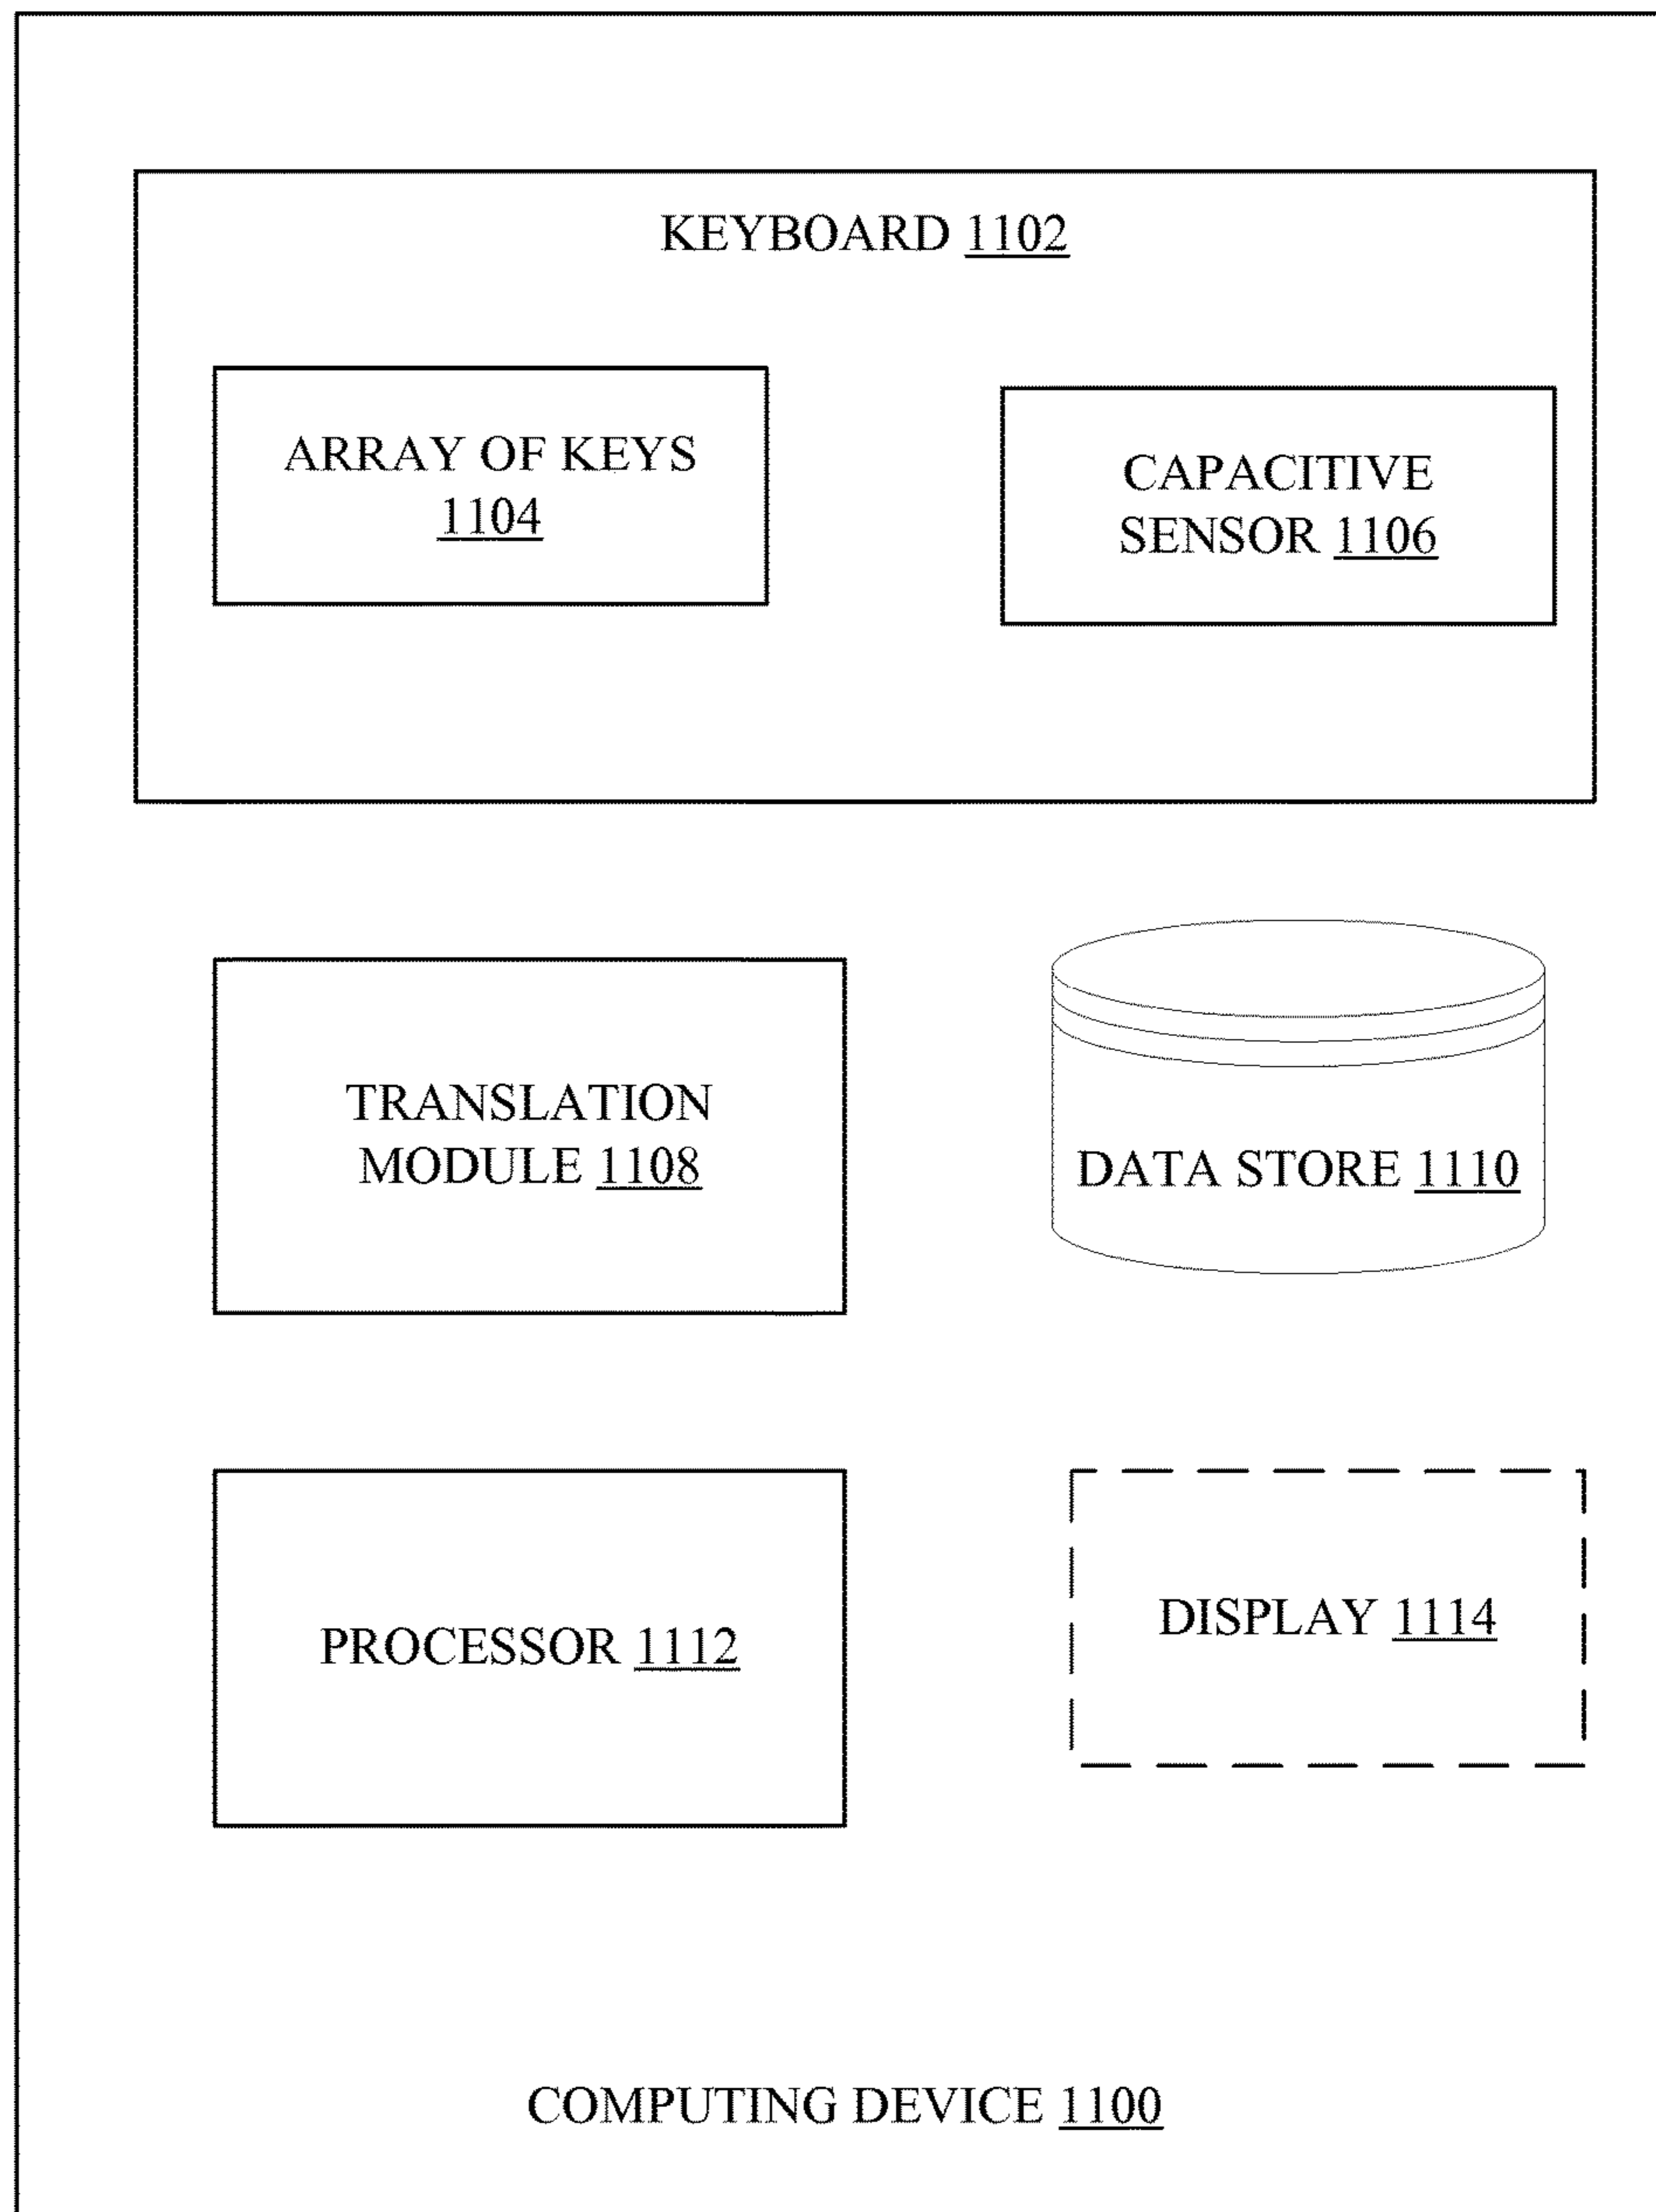 KEYBOARD 1102
ARRAY OF KEYS
1104
CAPACITIVE
SENSOR 1106
TRANSLATION
MODULE 1108
DATA STORE 1110
PROCESSOR 1112
DISPLAY 1114
COMPUTING DEVICE 1100